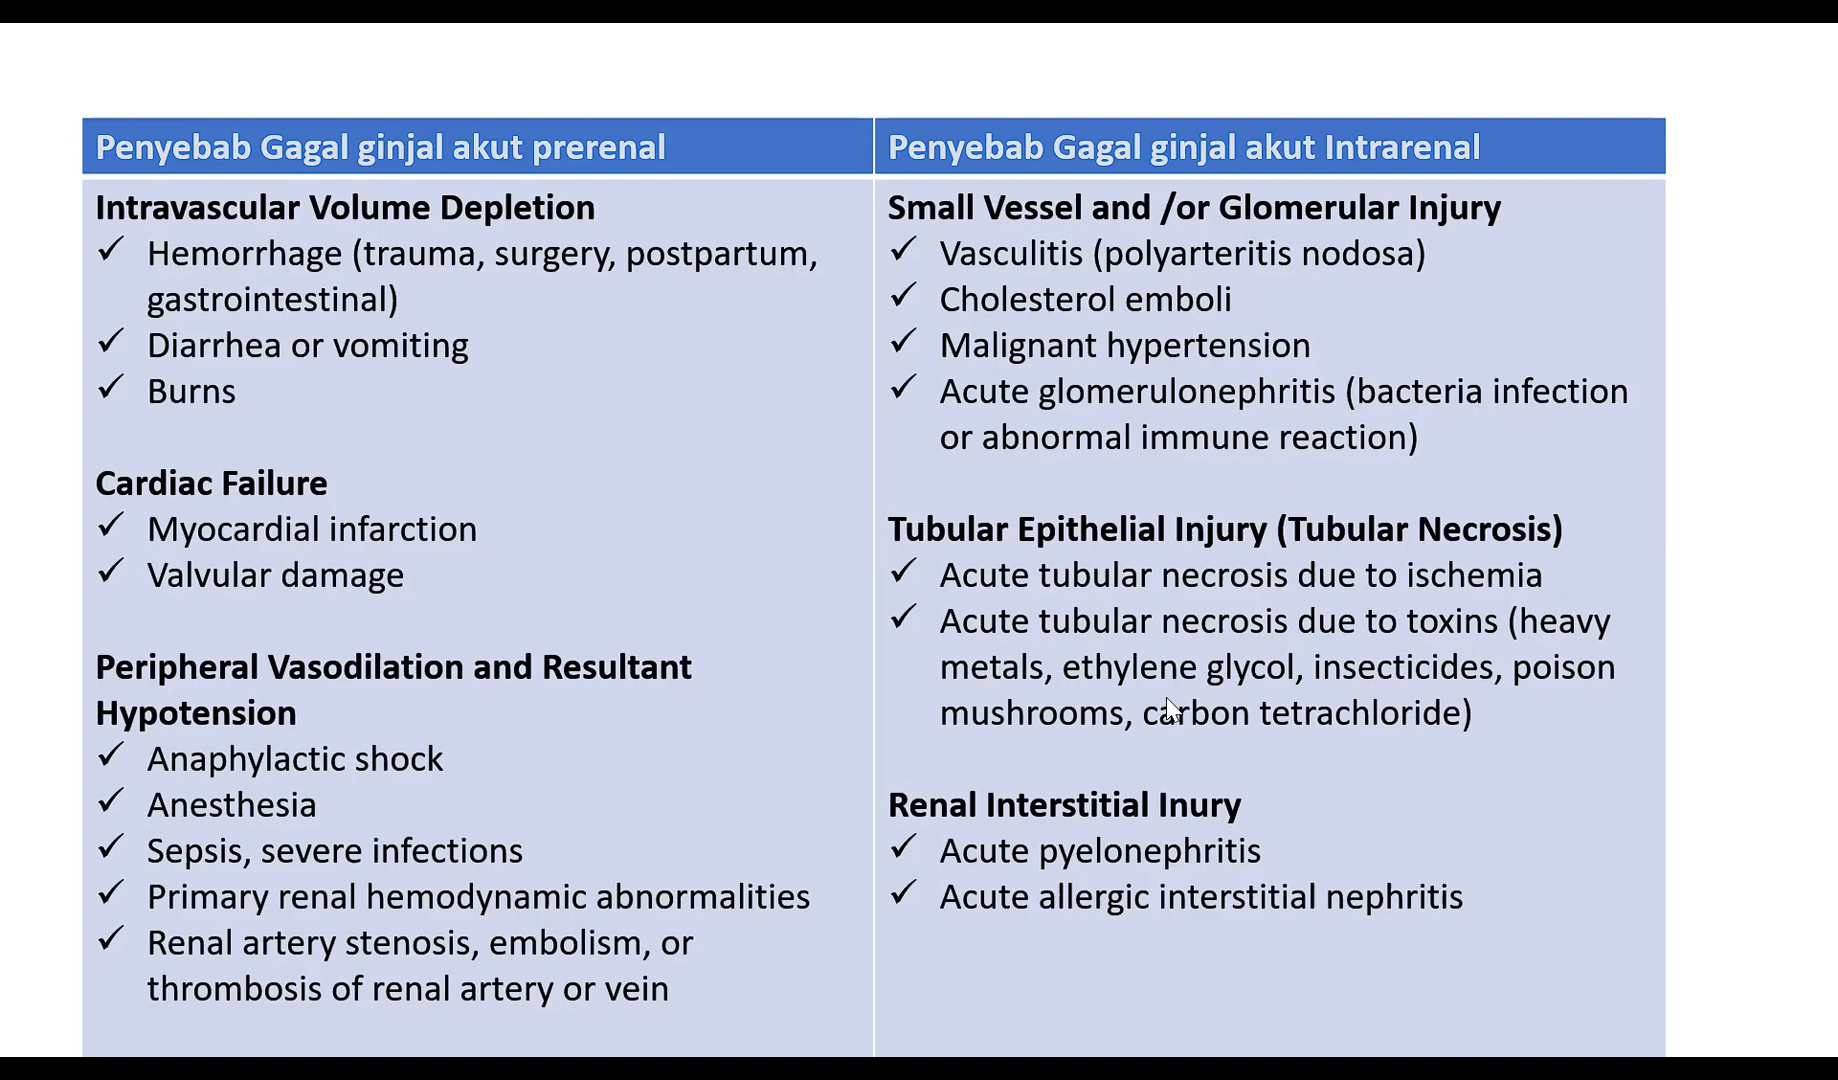 Penyebab Gagal ginjal akut prerenal
Intravascular Volume Depletion
✓ Hemorrhage (trauma, surgery, postpartum,
gastrointestinal)
✓ Diarrhea or vomiting
✓ Burns
Cardiac Failure
✓ Myocardial infarction
✓ Valvular damage
Peripheral Vasodilation and Resultant
Hypotension
✓ Anaphylactic shock
✓ Anesthesia
✓ Sepsis, severe infections
✓ Primary renal hemodynamic abnormalities
✓ Renal artery stenosis, embolism, or
thrombosis of renal artery or vein
Penyebab Gagal ginjal akut Intrarenal
Small Vessel and /or Glomerular Injury
✓ Vasculitis (polyarteritis nodosa)
✓ Cholesterol emboli
✓ Malignant hypertension
✓ Acute glomerulonephritis (bacteria infection
or abnormal immune reaction)
Tubular Epithelial Injury (Tubular Necrosis)
✓ Acute tubular necrosis due to ischemia
✓ Acute tubular necrosis due to toxins (heavy
metals, ethylene glycol, insecticides, poison
mushrooms, carbon tetrachloride)
Renal Interstitial Inury
✓ Acute pyelonephritis
✓ Acute allergic interstitial nephritis